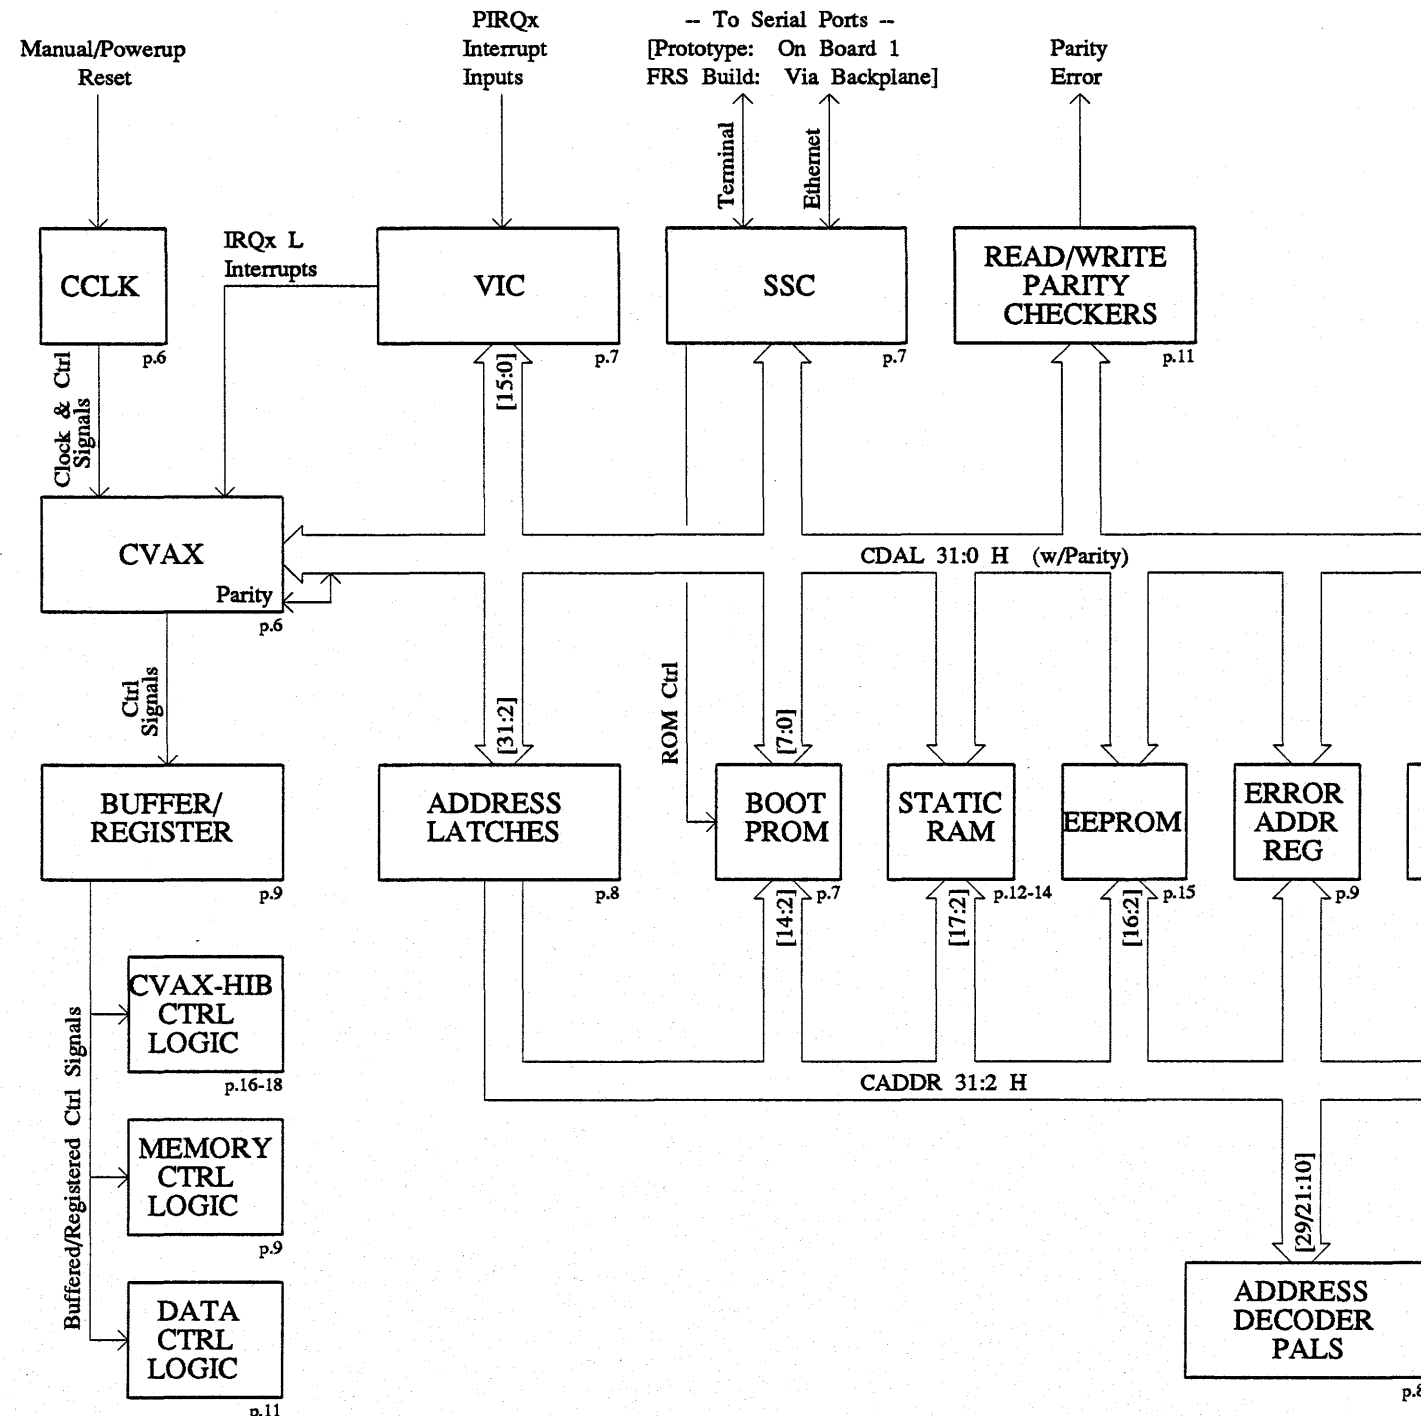 Manual/Powerup
Reset
PIRQx
Interrupt
Inputs
-- To Serial Ports --
[Prototype: On Board 1
FRS Build: Via Backplane]
Parity
Error
Terminal
Ethernet
CCLK
p.6
IRQx L
Interrupts
VIC
p.7
SSC
p.7
READ/WRITE
PARITY
CHECKERS
p.11
Clock & Ctrl
Signals
[15:0]
CVAX
Parity
p.6
CDAL 31:0 H (w/Parity)
Ctrl
Signals
[31:2]
ROM Ctrl
[7:0]
BUFFER/
REGISTER
p.9
ADDRESS
LATCHES
p.8
BOOT
PROM
p.7
STATIC
RAM
p.12-14
EEPROM
p.15
ERROR
ADDR
REG
p.9
[14:2]
[17:2]
[16:2]
Buffered/Registered Ctrl Signals
CVAX-HIB
CTRL
LOGIC
p.16-18
CADDR 31:2 H
MEMORY
CTRL
LOGIC
p.9
[29/21:10]
DATA
CTRL
LOGIC
p.11
ADDRESS
DECODER
PALS
p.8